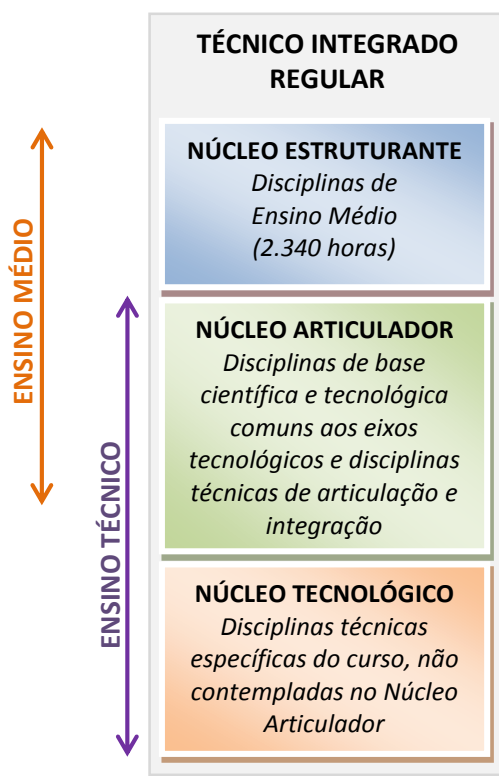 TÉCNICO INTEGRADO
REGULAR
ENSINO MÉDIO
ENSINO TÉCNICO
NÚCLEO ESTRUTURANTE
Disciplinas de
Ensino Médio
(2.340 horas)
NÚCLEO ARTICULADOR
Disciplinas de base
científica e tecnológica
comuns aos eixos
tecnológicos e disciplinas
técnicas de articulação e
integração
NÚCLEO TECNOLÓGICO
Disciplinas técnicas
específicas do curso, não
contempladas no Núcleo
Articulador